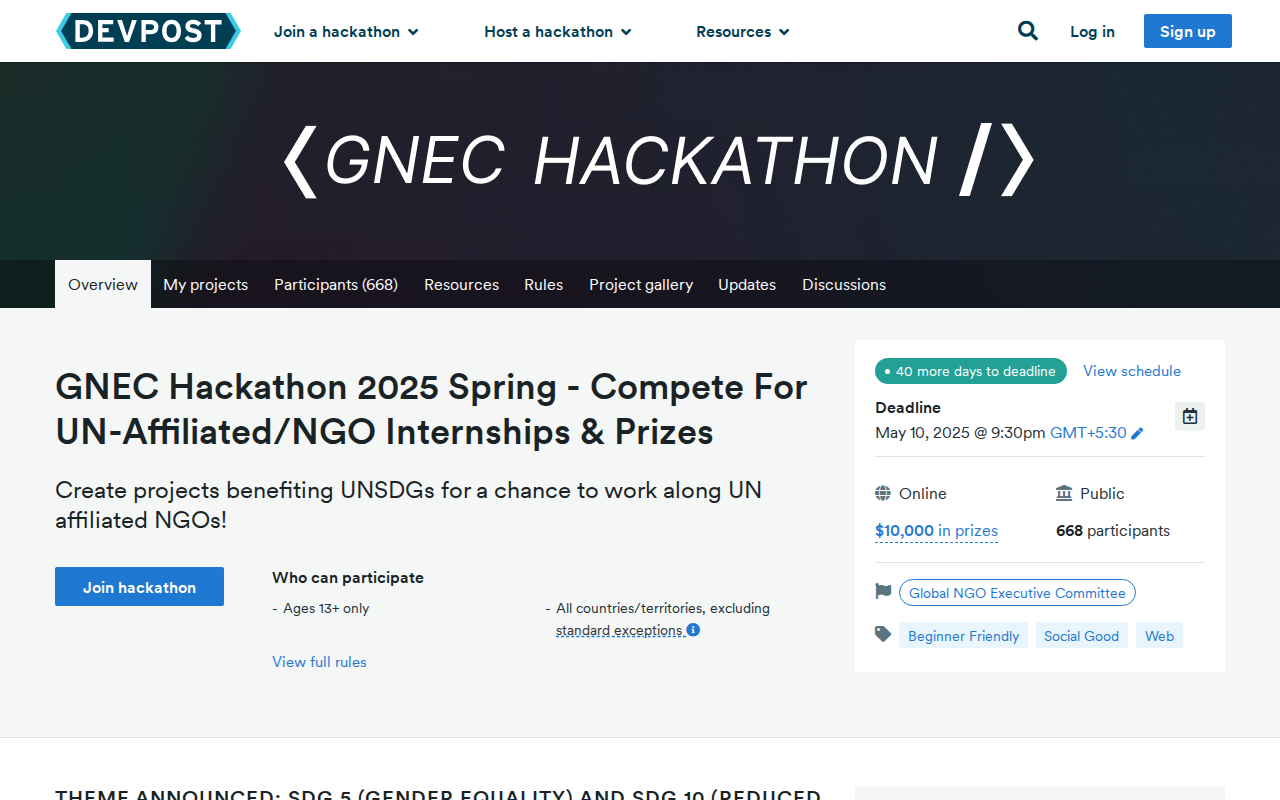 DEVPOST
Join a hackathon
Host a hackathon
Resources
Log in
Sign up
GNEC HACKATHON
Overview
My projects
Participants (668)
Resources
Rules
Project gallery
Updates
Discussions
GNEC Hackathon 2025 Spring - Compete For
UN-Affiliated/NGO Internships & Prizes
Create projects benefiting UNSDGs for a chance to work along UN
affiliated NGOs!
Join hackathon
Who can participate
- Ages 13+ only
- All countries/territories, excluding
standard exceptions
View full rules
40 more days to deadline
View schedule
Deadline
May 10, 2025 @ 9:30pm GMT+5:30
Online
Public
$10,000 in prizes
668 participants
Global NGO Executive Committee
Beginner Friendly
Social Good
Web
THEME ANNOUNCED: SDG 5 (GENDER EQUALITY) AND SDG 10 (REDUCED